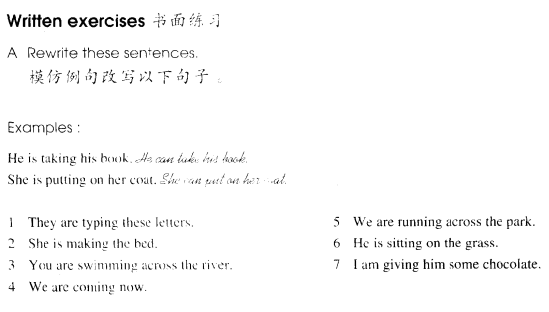 Written exercises 书面练习
A Rewrite these sentences.
模仿例句改写以下句子。
Examples :
He is taking his book. He can take his book.
She is putting on her coat. She can put on her coat.
1 They are typing these letters.
2 She is making the bed.
3 You are swimming across the river.
4 We are coming now.
5 We are running across the park.
6 He is sitting on the grass.
7 I am giving him some chocolate.